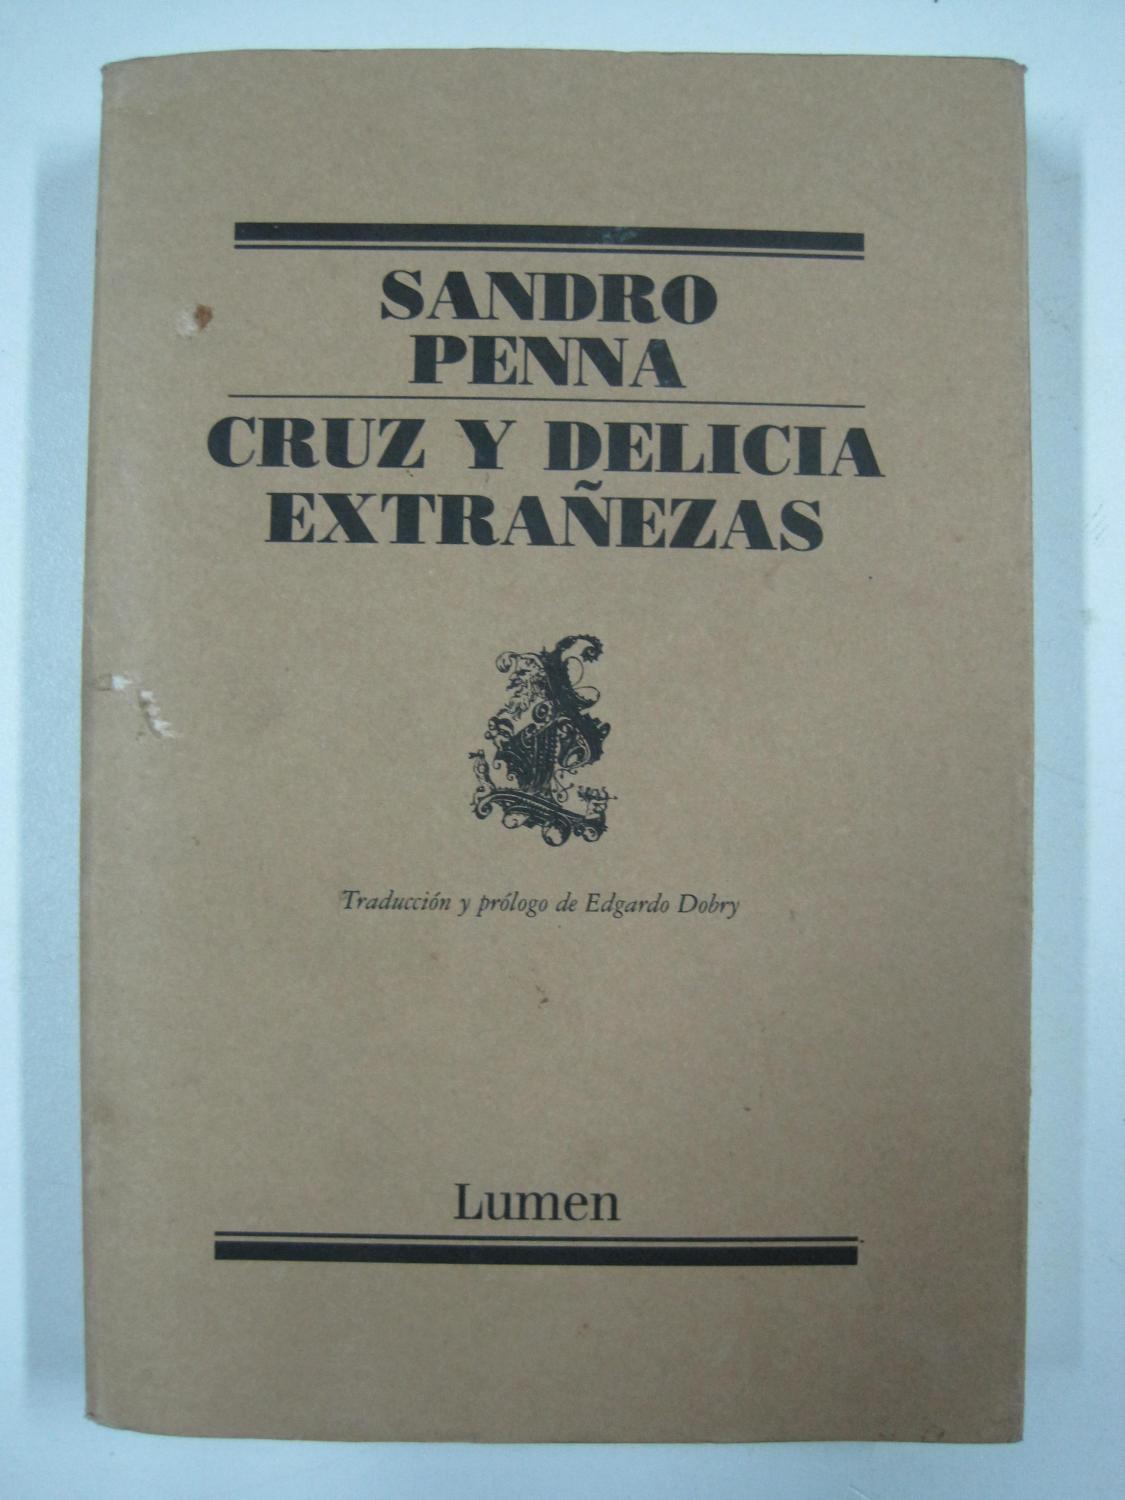 SANDRO
PENNA
CRUZ Y DELICIA
EXTRAÑEZAS
Traducción y prólogo de Edgardo Dobry
Lumen